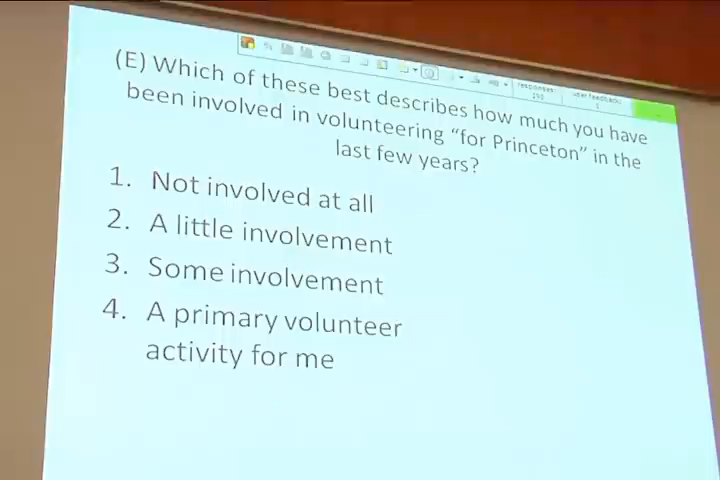 (E) Which of these best describes how much you have
been involved in volunteering “for Princeton” in the
last few years?
1. Not involved at all
2. A little involvement
3. Some involvement
4. A primary volunteer
activity for me